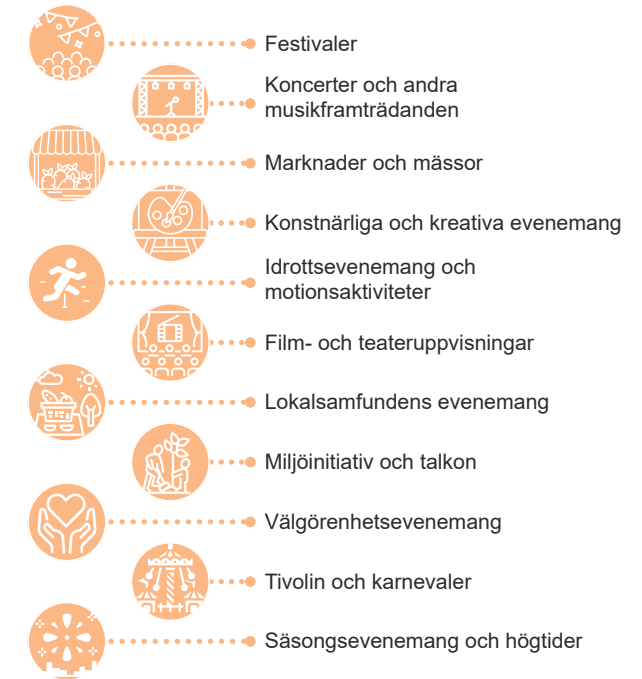 Festivaler
Koncerter och andra
musikframträdanden
Marknader och mässor
Konstnärliga och kreativa evenemang
Idrottsevenemang och
motionsaktiviteter
Film- och teateruppvisningar
Lokalsamfundens evenemang
Miljöinitiativ och talkon
Välgörenhetsevenemang
Tivolin och karnevaler
Säsongsevenemang och högtider